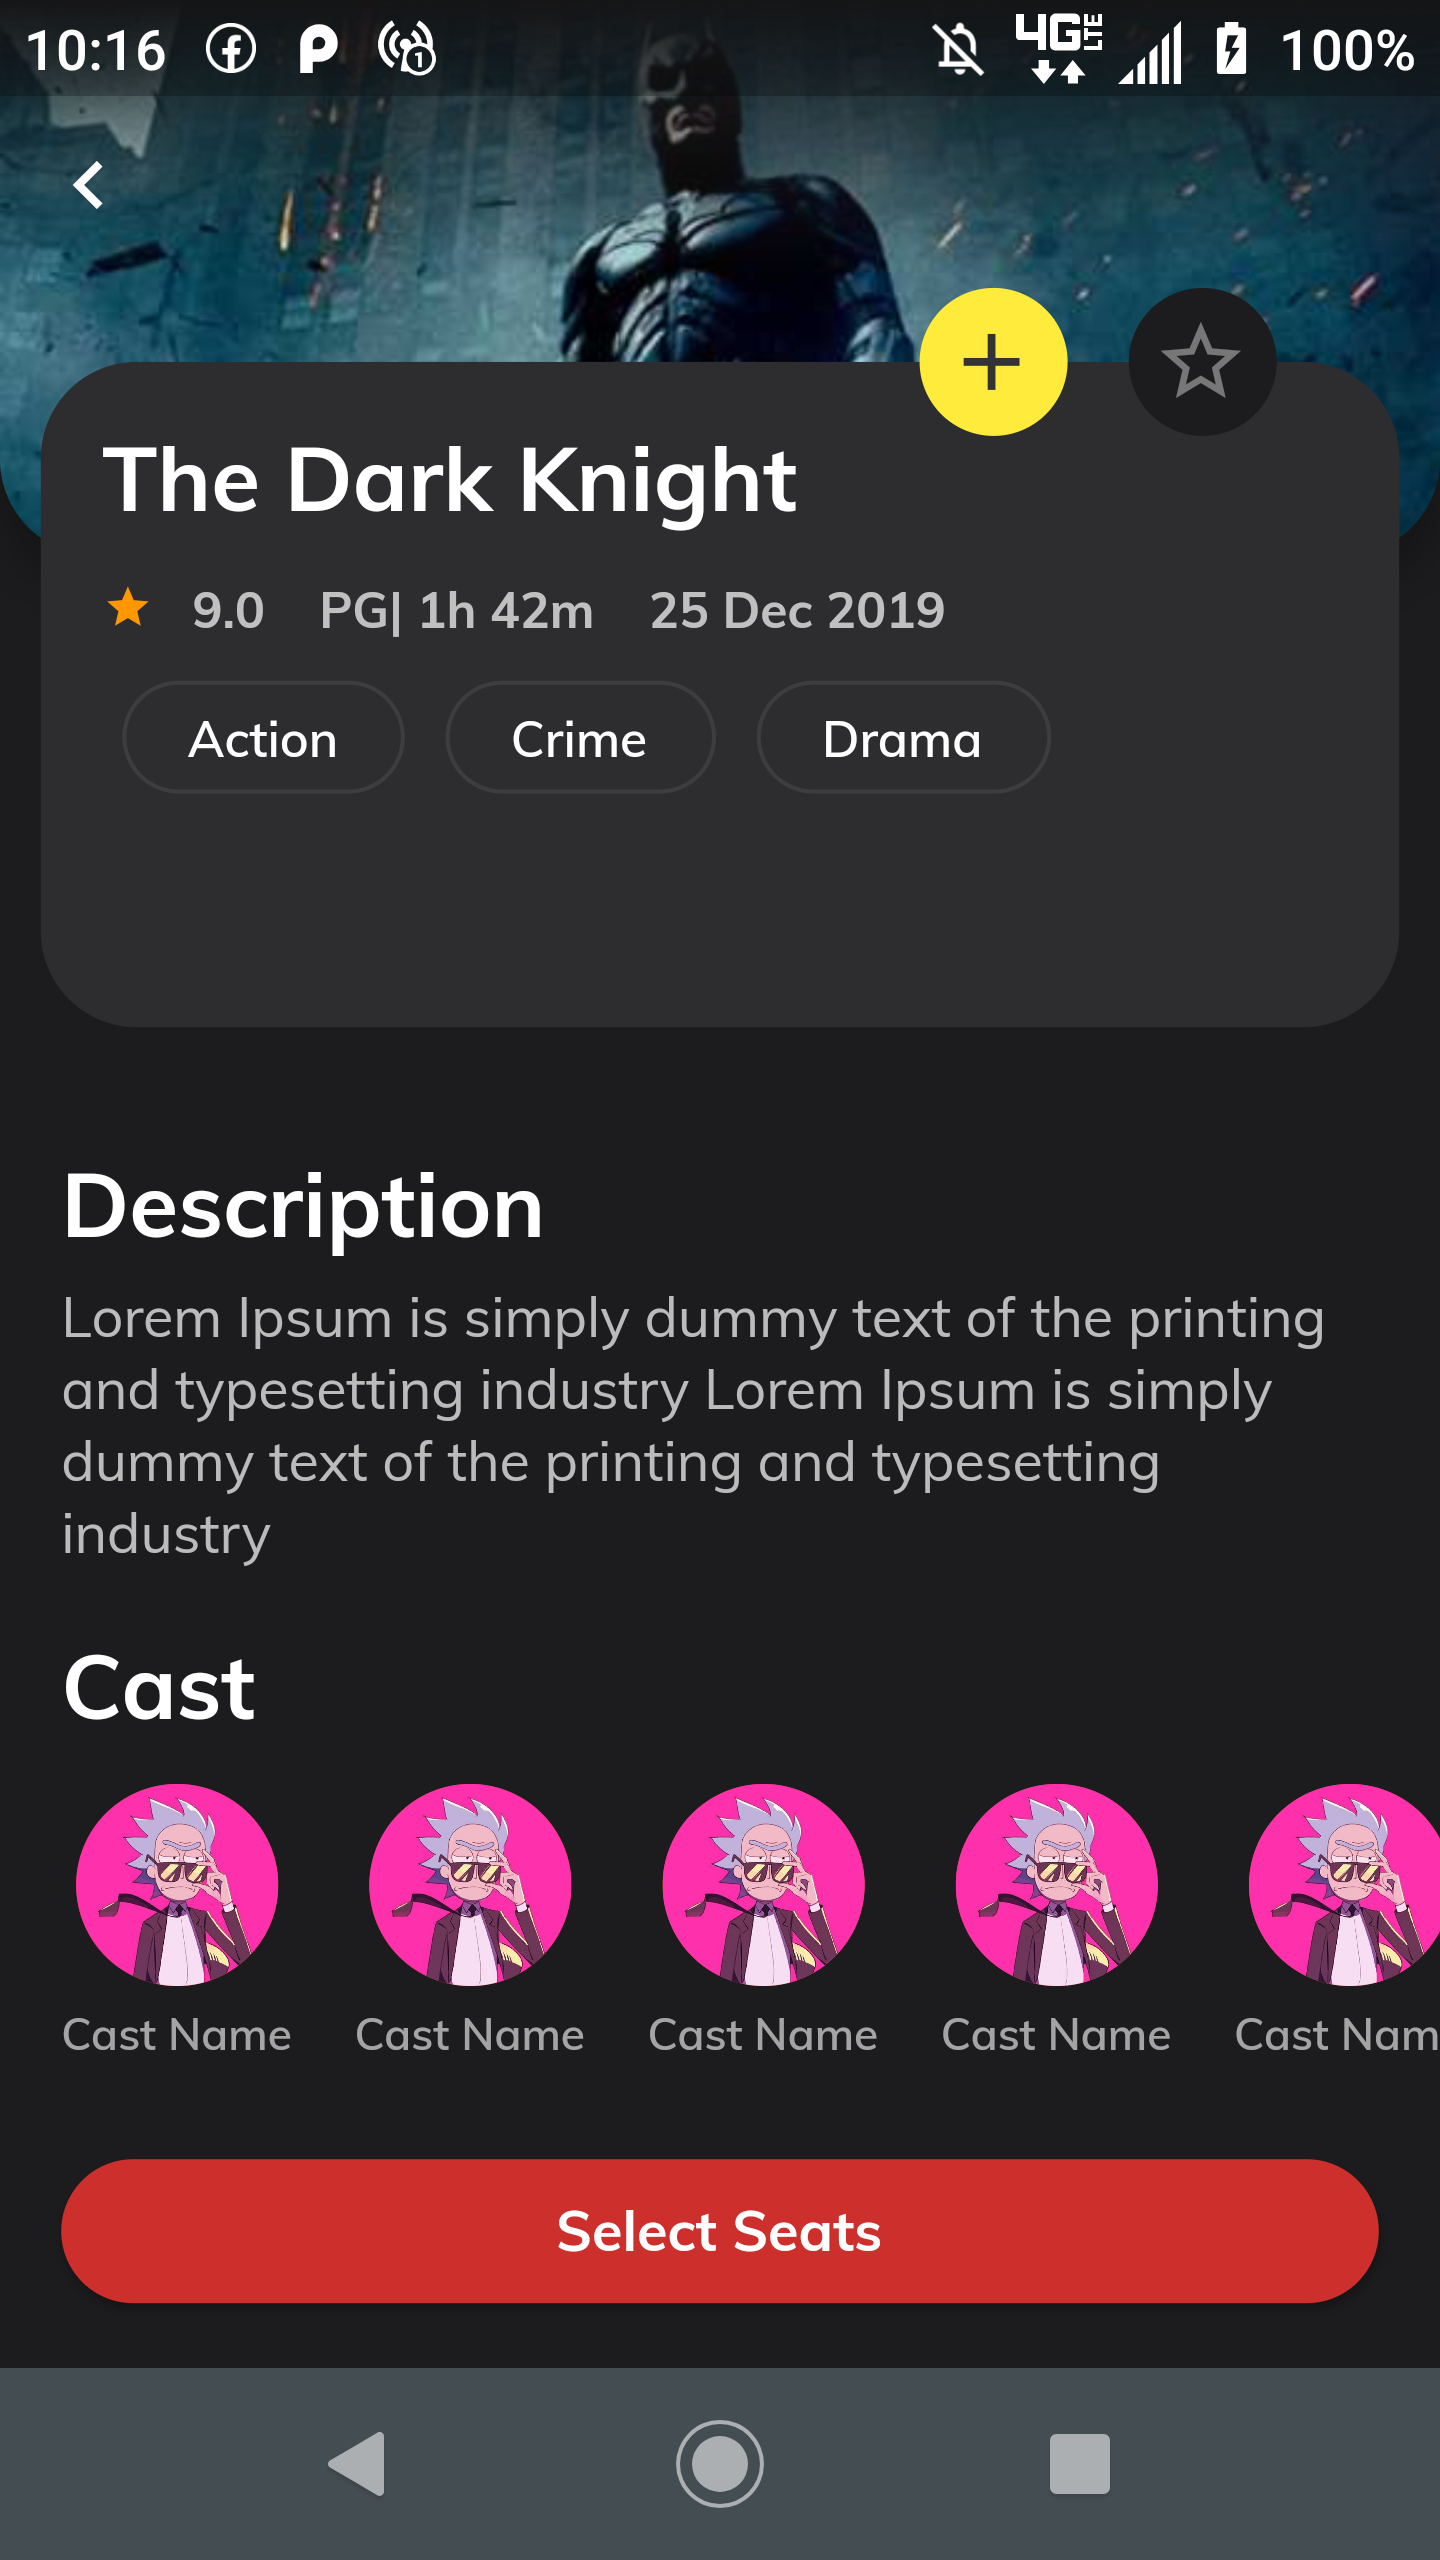 10:16 1 4G LTE 100%
The Dark Knight
9.0 PG| 1h 42m 25 Dec 2019
Action Crime Drama
Description
Lorem Ipsum is simply dummy text of the printing
and typesetting industry Lorem Ipsum is simply
dummy text of the printing and typesetting
industry
Cast
Cast Name Cast Name Cast Name Cast Name Cast Nam
Select Seats